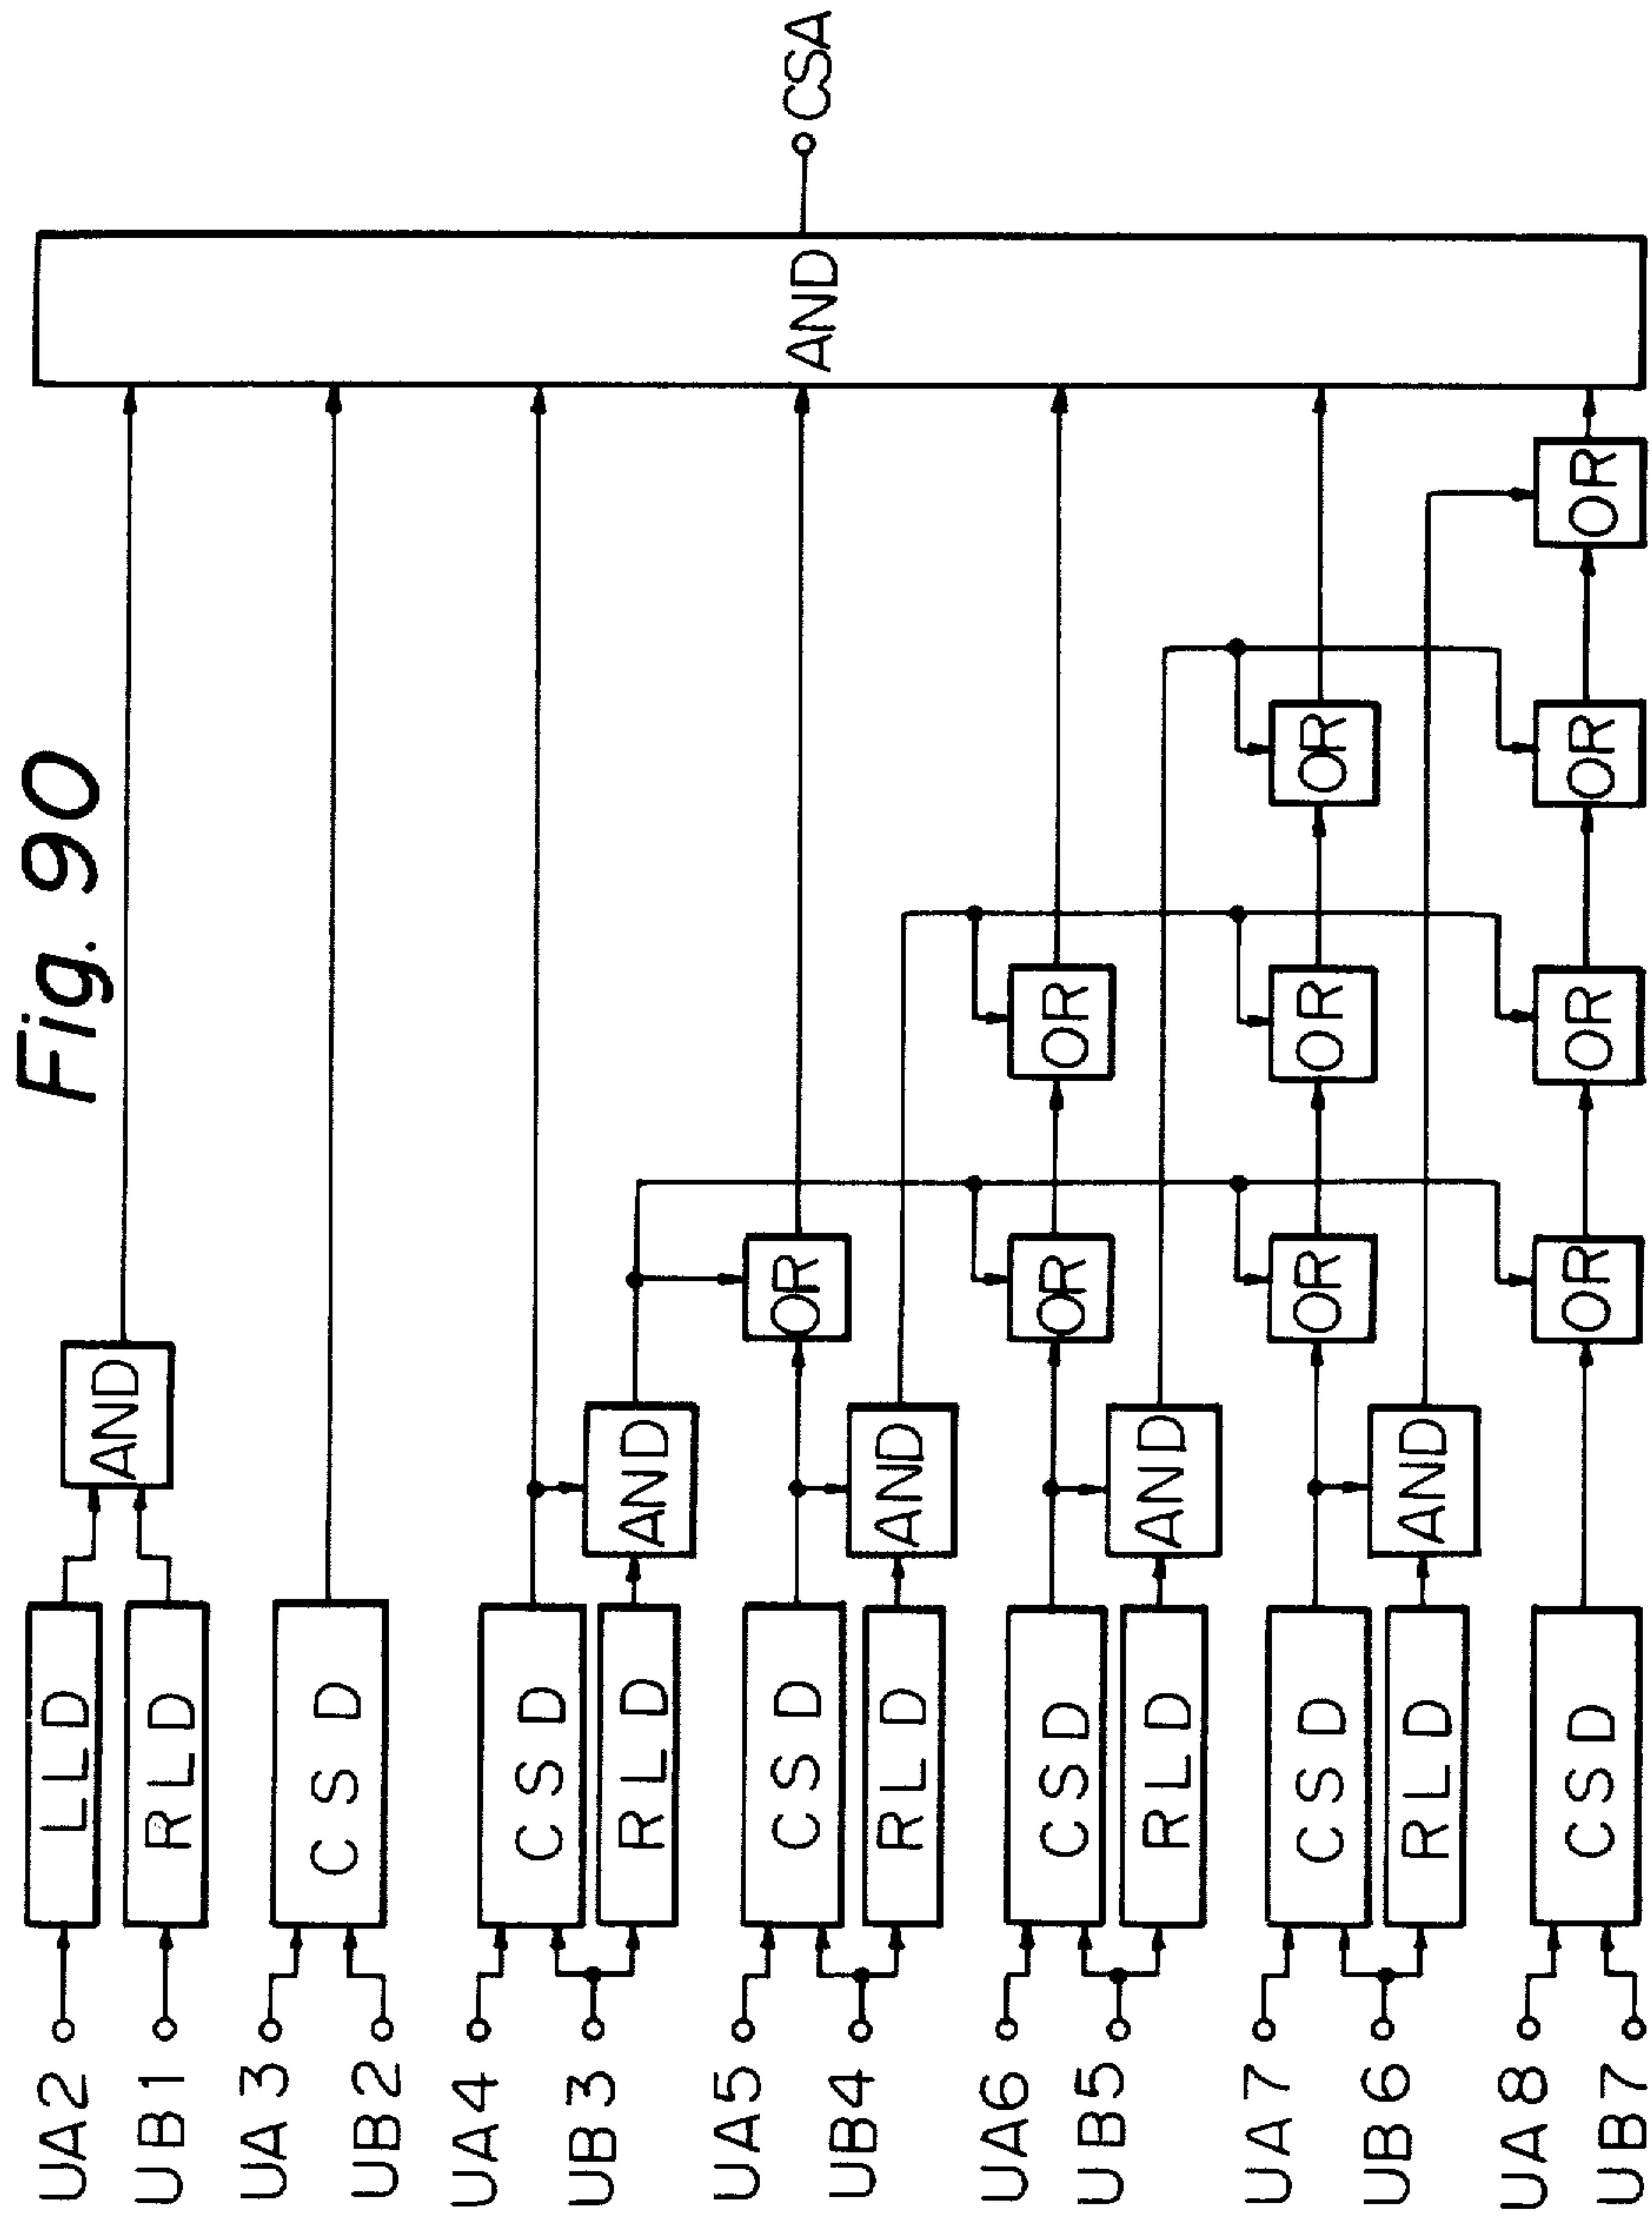 Fig. 90
UA2
LLD
UB1
RLD
AND
UA3
UB2
CSD
UA4
UB3
CSD
RLD
AND
UA5
UB4
CSD
RLD
AND
OR
UA6
UB5
CSD
RLD
AND
OR
OR
UA7
UB6
CSD
RLD
AND
OR
OR
OR
UA8
UB7
CSD
OR
OR
OR
OR
AND
CSA